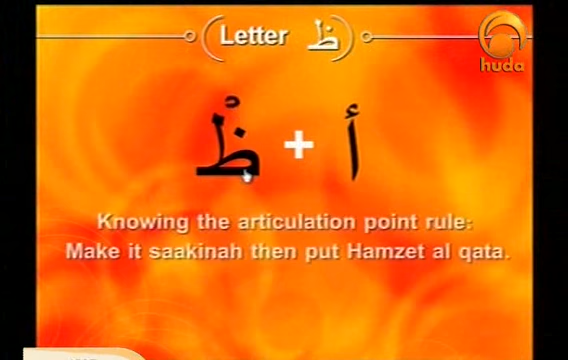 Letter ظ
huda
أ + ظْ
Knowing the articulation point rule:
Make it saakinah then put Hamzet al qata.